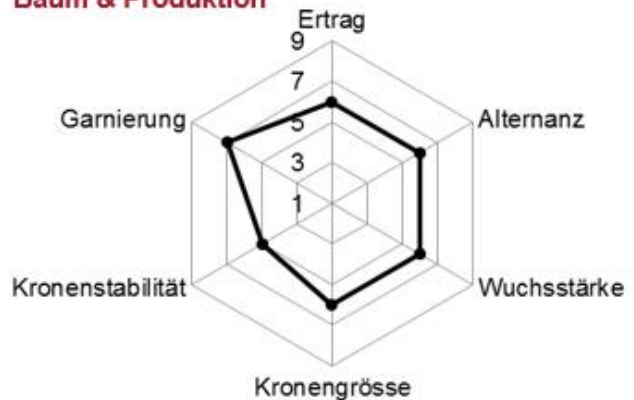 Baum & Produktion
Ertrag
9
7
Garnierung
Alternanz
5
3
1
Kronenstabilität
Wuchsstärke
Kronengrösse